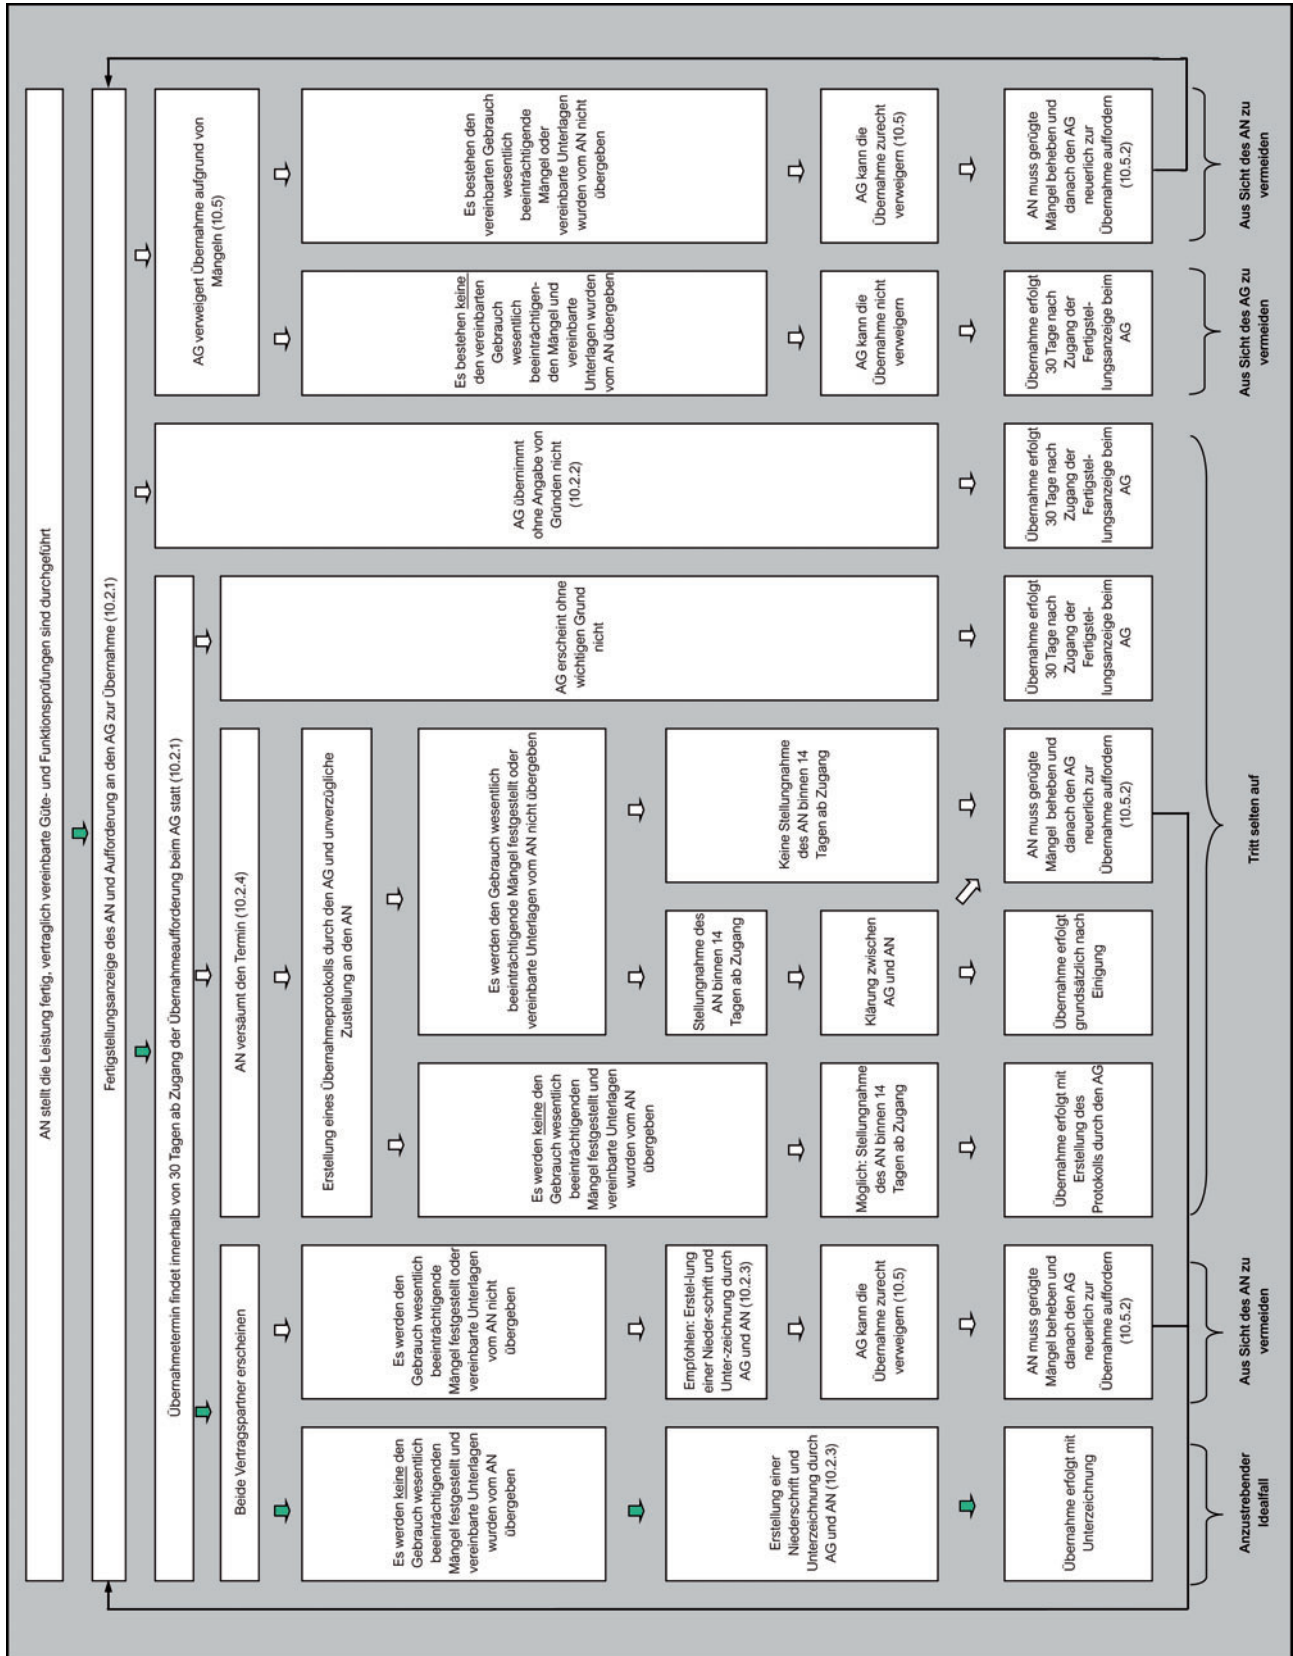 AN stellt die Leistung fertig, vertraglich vereinbarte Güte- und Funktionsprüfungen sind durchgeführt
Fertigstellungsanzeige des AN und Aufforderung an den AG zur Übernahme (10.2.1)
Übernahmetermin findet innerhalb von 30 Tagen ab Zugang der Übernahmeaufforderung beim AG statt (10.2.1)
Beide Vertragspartner erscheinen
Es werden keine den
Gebrauch wesentlich
beeinträchtigenden
Mängel festgestellt und
vereinbarte Unterlagen
wurden vom AN
übergeben
Erstellung einer
Niederschrift und
Unterzeichnung durch
AG und AN (10.2.3)
Übernahme erfolgt mit
Unterzeichnung
Anzustrebender
Idealfall
Es werden den
Gebrauch wesentlich
beeinträchtigende
Mängel festgestellt oder
vereinbarte Unterlagen
vom AN nicht
übergeben
Empfohlen: Erstel-lung
einer Nieder-schrift und
Unter-zeichnung durch
AG und AN (10.2.3)
AG kann die
Übernahme zurecht
verweigern (10.5)
AN muss gerügte
Mängel beheben und
danach den AG
neuerlich zur
Übernahme auffordern
(10.5.2)
Aus Sicht des AN zu
vermeiden
AN versäumt den Termin (10.2.4)
Erstellung eines Übernahmeprotokolls durch den AG und unverzügliche
Zustellung an den AN
Es werden keine den
Gebrauch wesentlich
beeinträchtigenden
Mängel festgestellt und
vereinbarte Unterlagen
wurden vom AN
übergeben
Möglich: Stellungnahme
des AN binnen 14
Tagen ab Zugang
Übernahme erfolgt mit
Erstellung des
Protokolls durch den AG
Es werden den Gebrauch wesentlich
beeinträchtigende Mängel festgestellt oder
vereinbarte Unterlagen vom AN nicht übergeben
Stellungnahme des
AN binnen 14
Tagen ab Zugang
Klärung zwischen
AG und AN
Übernahme erfolgt
grundsätzlich nach
Einigung
Keine Stellungnahme
des AN binnen 14
Tagen ab Zugang
AN muss gerügte
Mängel beheben und
danach den AG
neuerlich zur
Übernahme auffordern
(10.5.2)
AG erscheint ohne
wichtigen Grund
nicht
Übernahme erfolgt
30 Tage nach
Zugang der
Fertigstel-
lungsanzeige beim
AG
AG übernimmt
ohne Angabe von
Gründen nicht
(10.2.2)
Übernahme erfolgt
30 Tage nach
Zugang der
Fertigstel-
lungsanzeige beim
AG
Tritt selten auf
AG verweigert Übernahme aufgrund von
Mängeln (10.5)
Es bestehen keine
den vereinbarten
Gebrauch
wesentlich
beeinträchtigen-
den Mängel und
vereinbarte
Unterlagen wurden
vom AN übergeben
AG kann die
Übernahme nicht
verweigern
Übernahme erfolgt
30 Tage nach
Zugang der
Fertigstel-
lungsanzeige beim
AG
Aus Sicht des AG zu
vermeiden
Es bestehen den
vereinbarten Gebrauch
wesentlich
beeinträchtigende
Mängel oder
vereinbarte Unterlagen
wurden vom AN nicht
übergeben
AG kann die
Übernahme zurecht
verweigern (10.5)
AN muss gerügte
Mängel beheben und
danach den AG
neuerlich zur
Übernahme auffordern
(10.5.2)
Aus Sicht des AN zu
vermeiden